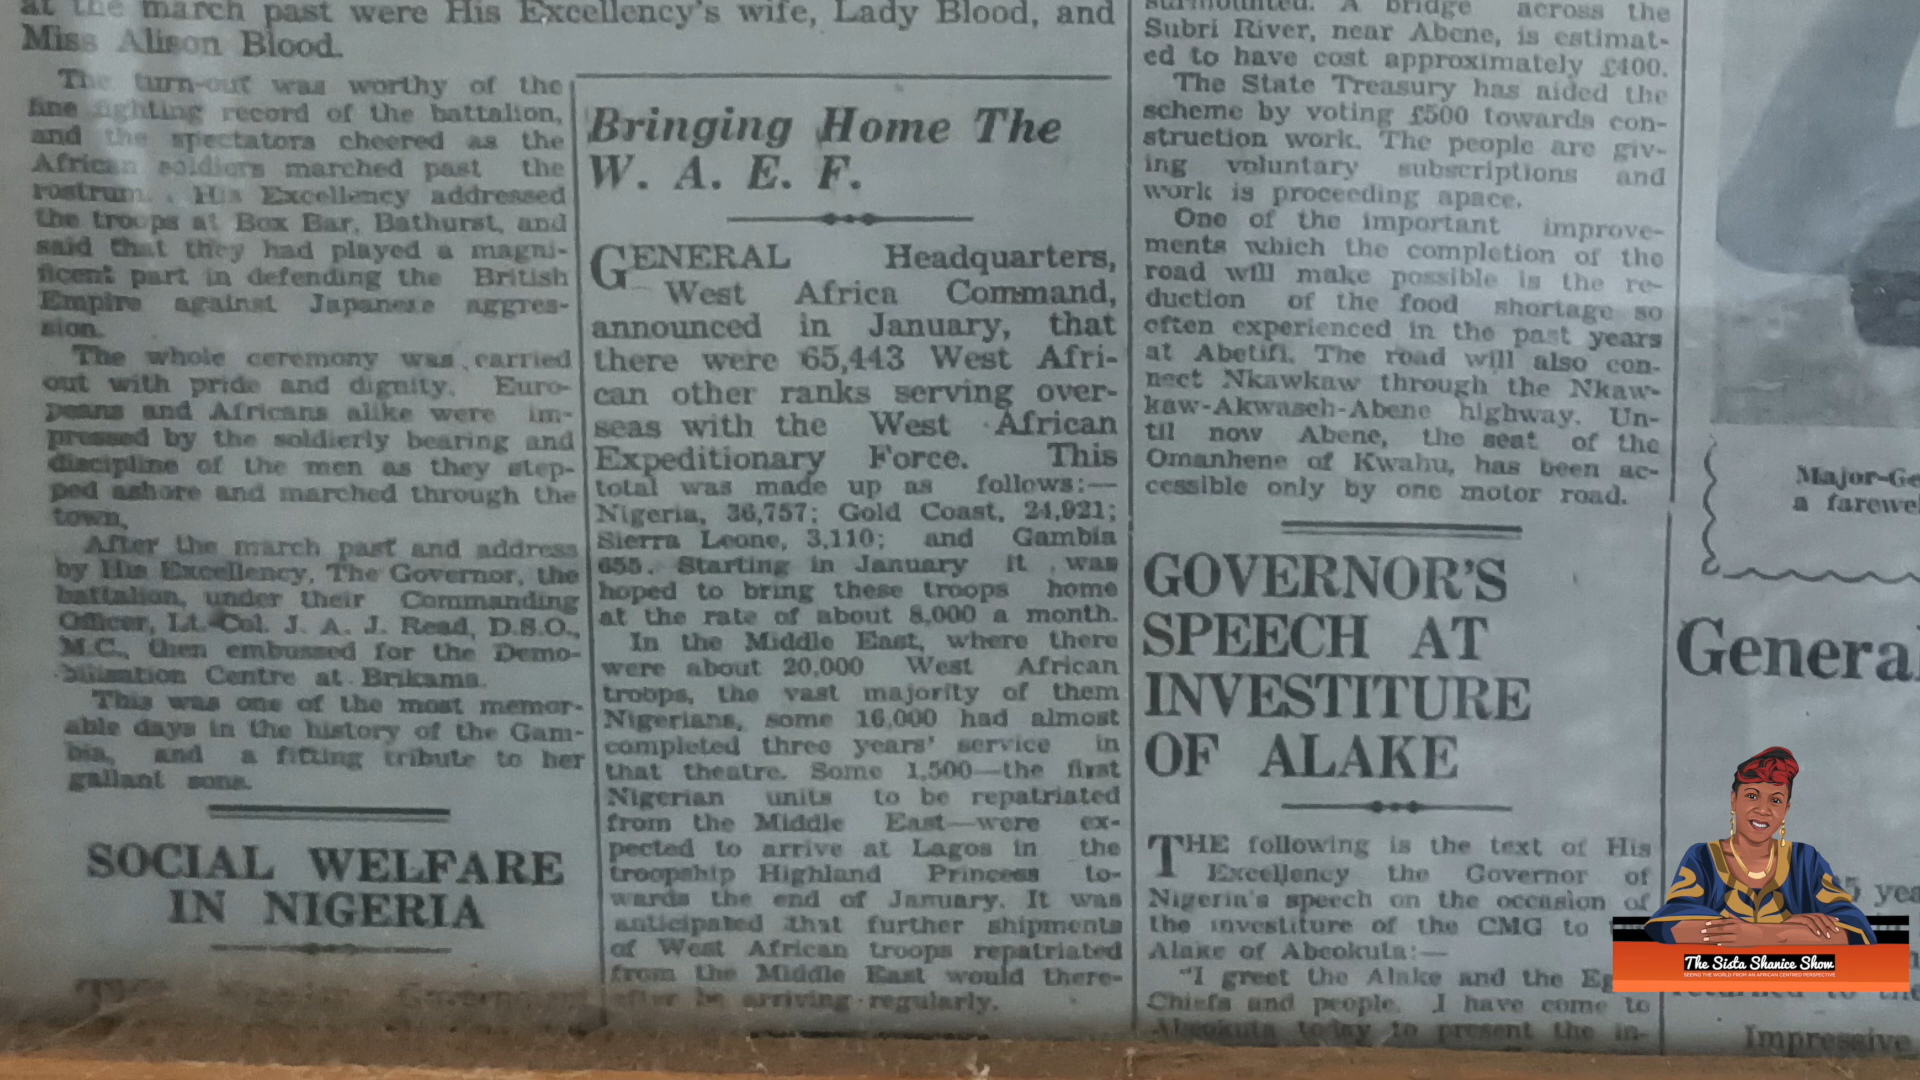 at the march past were His Excellency's wife, Lady Blood, and
Miss Alison Blood.
The turn-out was worthy of the
fine fighting record of the battalion,
and the spectators cheered as the
African soldiers marched past the
rostrum. . His Excellency addressed
the troops at Box Bar, Bathurst, and
said that they had played a magni-
ficent part in defending the British
Empire against Japanese aggres-
sion.
The whole ceremony was carried
out with pride and dignity. Euro-
peans and Africans alike were im-
pressed by the soldierly bearing and
discipline of the men as they step-
ped ashore and marched through the
town.
After the march past and address
by His Excellency, The Governor, the
battalion, under their Commanding
Officer, Lt.-Col. J. A. J. Read, D.S.O.,
M.C., then embussed for the Demo-
bilisation Centre at Brikama.
This was one of the most memor-
able days in the history of the Gam-
bia, and a fitting tribute to her
gallant sons.
SOCIAL WELFARE
IN NIGERIA
Bringing Home The
W. A. E. F.
GENERAL Headquarters,
West Africa Command,
announced in January, that
there were 65,443 West Afri-
can other ranks serving over-
seas with the West African
Expeditionary Force. This
total was made up as follows:—
Nigeria, 36,757; Gold Coast, 24,921;
Sierra Leone, 3,110; and Gambia
655. Starting in January it was
hoped to bring these troops home
at the rate of about 8,000 a month.
In the Middle East, where there
were about 20,000 West African
troops, the vast majority of them
Nigerians, some 16,000 had almost
completed three years' service in
that theatre. Some 1,500—the first
Nigerian units to be repatriated
from the Middle East—were ex-
pected to arrive at Lagos in the
troopship Highland Princess to-
wards the end of January. It was
anticipated that further shipments
of West African troops repatriated
from the Middle East would there-
after be arriving regularly.
surmounted. A bridge across the
Subri River, near Abene, is estimat-
ed to have cost approximately £400.
The State Treasury has aided the
scheme by voting £500 towards con-
struction work. The people are giv-
ing voluntary subscriptions and
work is proceeding apace.
One of the important improve-
ments which the completion of the
road will make possible is the re-
duction of the food shortage so
often experienced in the past years
at Abetifi. The road will also con-
nect Nkawkaw through the Nkaw-
kaw-Akwaseh-Abene highway. Un-
til now Abene, the seat of the
Omanhene of Kwahu, has been ac-
cessible only by one motor road.
GOVERNOR'S
SPEECH AT
INVESTITURE
OF ALAKE
THE following is the text of His
Excellency the Governor of
Nigeria's speech on the occasion of
the investiture of the CMG to
Alake of Abeokuta:—
"I greet the Alake and the Eg
Chiefs and people. I have come to
Abeokuta today to present the in-
Major-Ge
a farewel
General
5 yea
returned to the
Impressive
The Sista Shanice Show
SEEING THE WORLD FROM AN AFRICAN CENTRED PERSPECTIVE